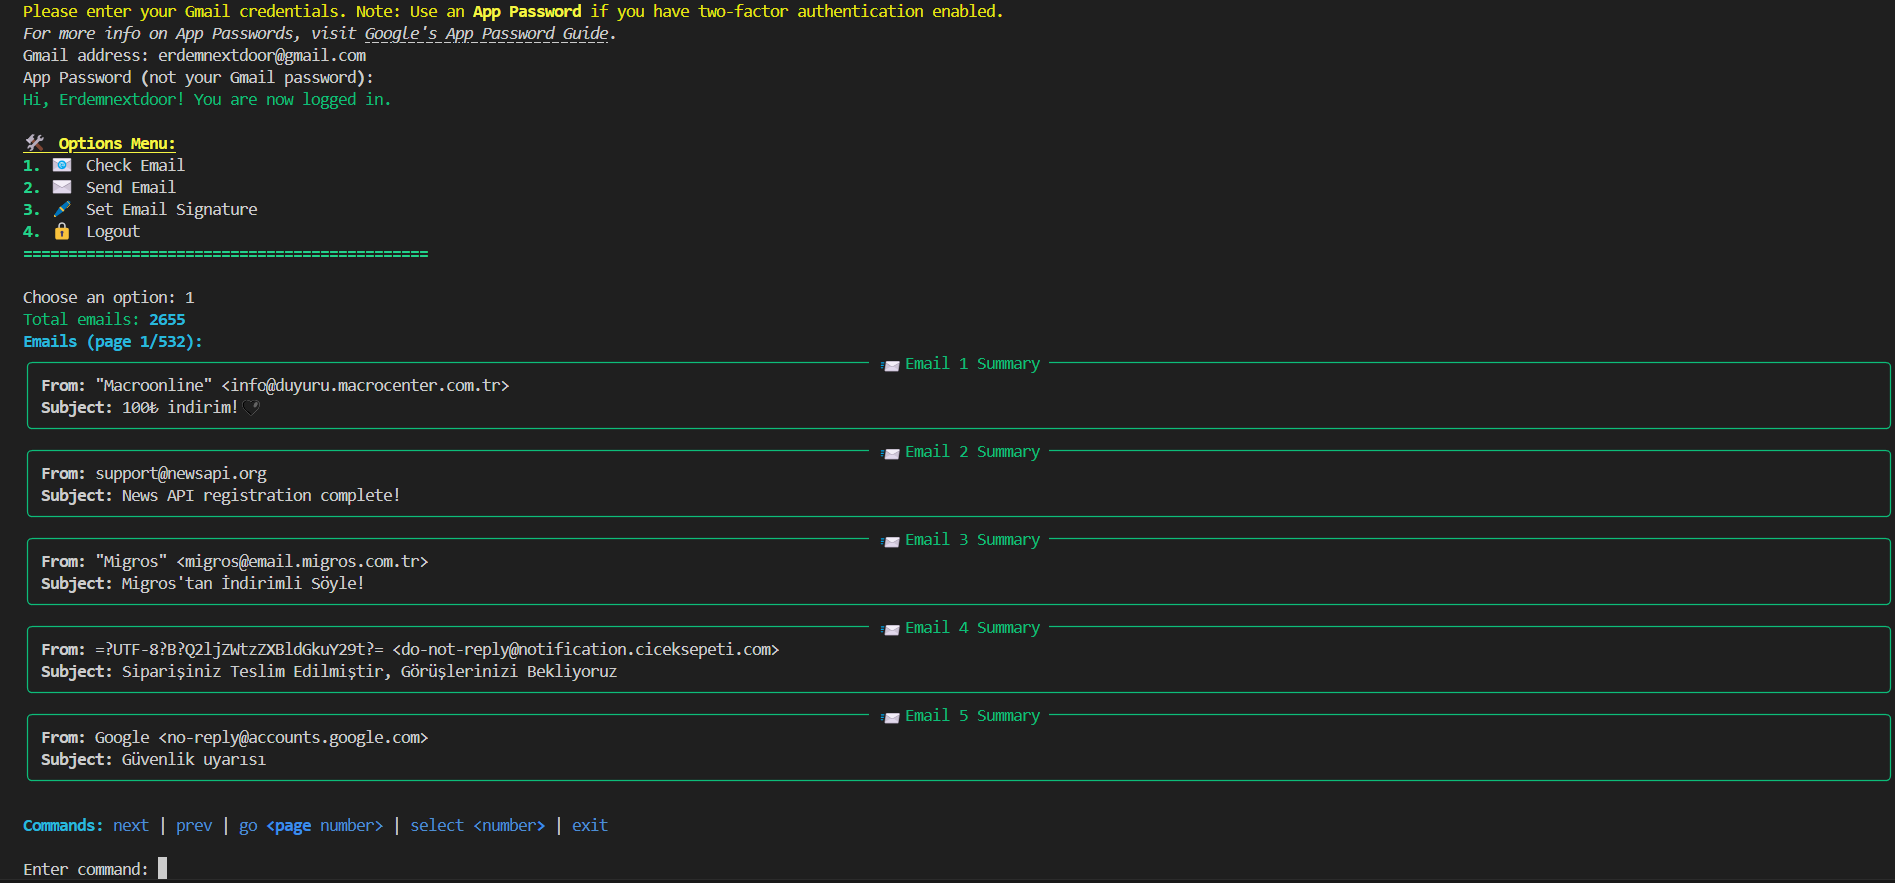 Please enter your Gmail credentials. Note: Use an App Password if you have two-factor authentication enabled.
For more info on App Passwords, visit Google's App Password Guide.
Gmail address: erdemnextdoor@gmail.com
App Password (not your Gmail password):
Hi, Erdemnextdoor! You are now logged in.
🛠 Options Menu:
1. 📧 Check Email
2. ✉ Send Email
3. 🖋 Set Email Signature
4. 🔒 Logout
=============================================
Choose an option: 1
Total emails: 2655
Emails (page 1/532):
📨 Email 1 Summary
From: "Macroonline" <info@duyuru.macrocenter.com.tr>
Subject: 100₺ indirim!🖤
📨 Email 2 Summary
From: support@newsapi.org
Subject: News API registration complete!
📨 Email 3 Summary
From: "Migros" <migros@email.migros.com.tr>
Subject: Migros'tan İndirimli Söyle!
📨 Email 4 Summary
From: =?UTF-8?B?Q2ljZWtzZXBldGkuY29t?= <do-not-reply@notification.ciceksepeti.com>
Subject: Siparişiniz Teslim Edilmiştir, Görüşlerinizi Bekliyoruz
📨 Email 5 Summary
From: Google <no-reply@accounts.google.com>
Subject: Güvenlik uyarısı
Commands: next | prev | go <page number> | select <number> | exit
Enter command: